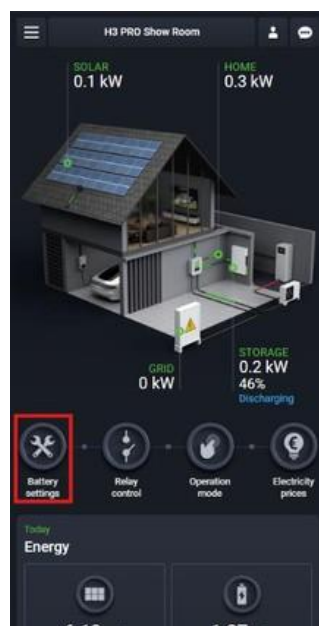 H3 PRO Show Room
SOLAR
0.1 kW
HOME
0.3 kW
GRID
0 kW
STORAGE
0.2 kW
46%
Discharging
Battery settings
Relay control
Operation mode
Electricity prices
Today
Energy